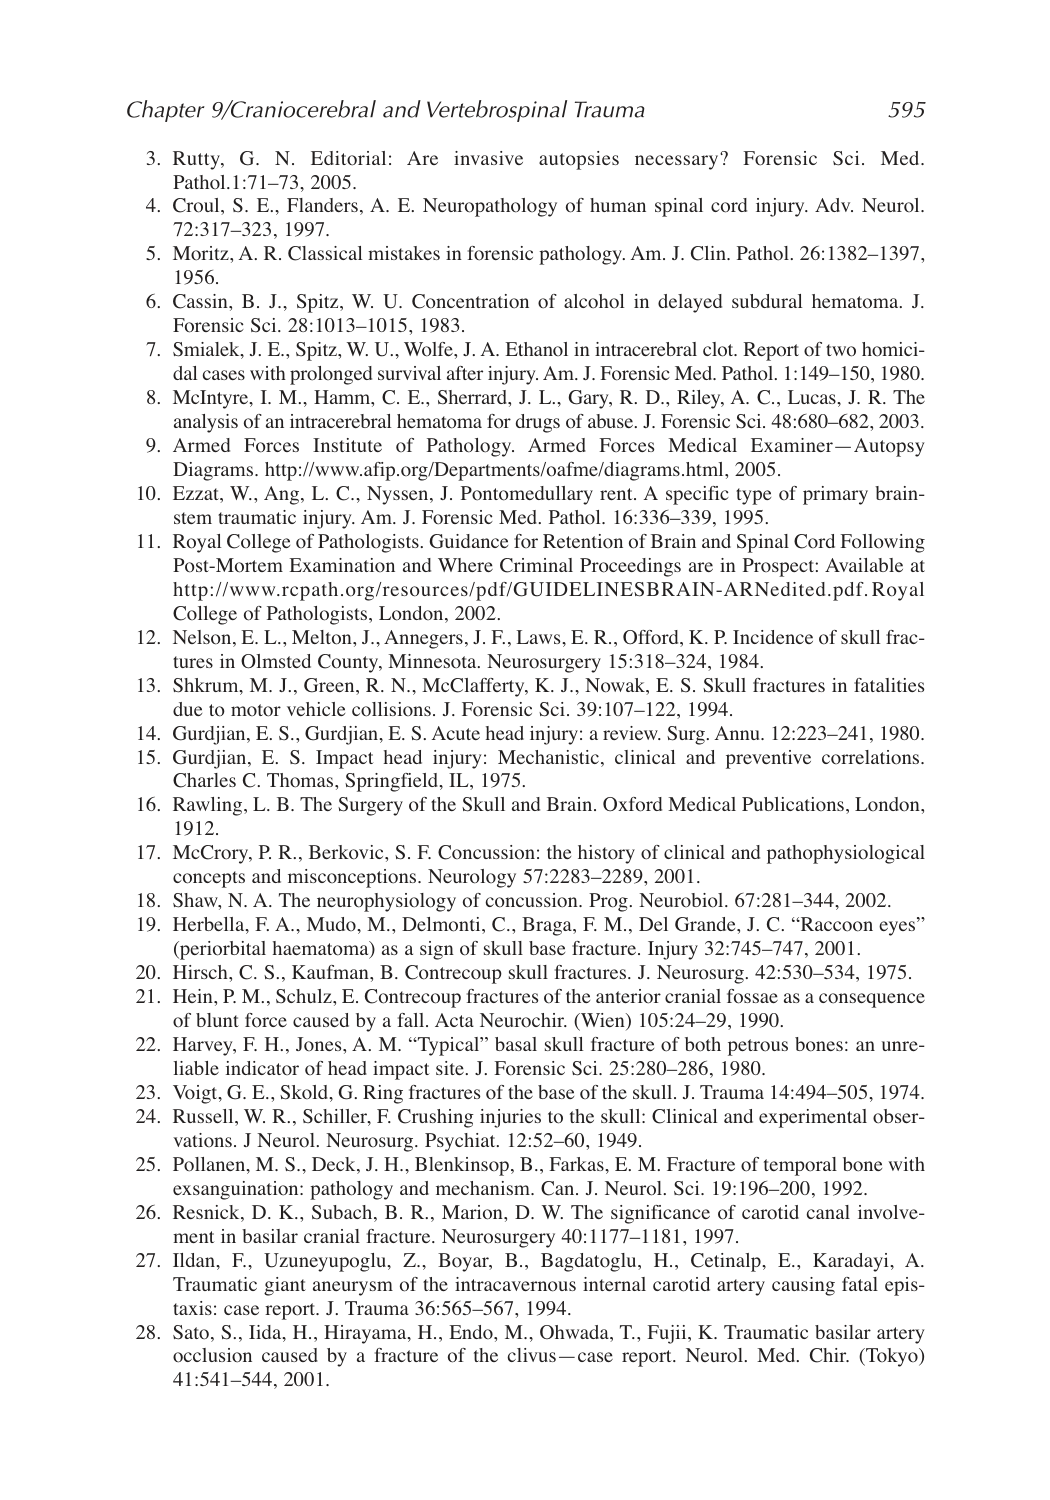 Chapter 9/Craniocerebral and Vertebrospinal Trauma 595
3. Rutty, G. N. Editorial: Are invasive autopsies necessary? Forensic Sci. Med.
Pathol.1:71–73, 2005.
4. Croul, S. E., Flanders, A. E. Neuropathology of human spinal cord injury. Adv. Neurol.
72:317–323, 1997.
5. Moritz, A. R. Classical mistakes in forensic pathology. Am. J. Clin. Pathol. 26:1382–1397,
1956.
6. Cassin, B. J., Spitz, W. U. Concentration of alcohol in delayed subdural hematoma. J.
Forensic Sci. 28:1013–1015, 1983.
7. Smialek, J. E., Spitz, W. U., Wolfe, J. A. Ethanol in intracerebral clot. Report of two homici-
dal cases with prolonged survival after injury. Am. J. Forensic Med. Pathol. 1:149–150, 1980.
8. McIntyre, I. M., Hamm, C. E., Sherrard, J. L., Gary, R. D., Riley, A. C., Lucas, J. R. The
analysis of an intracerebral hematoma for drugs of abuse. J. Forensic Sci. 48:680–682, 2003.
9. Armed Forces Institute of Pathology. Armed Forces Medical Examiner—Autopsy
Diagrams. http://www.afip.org/Departments/oafme/diagrams.html, 2005.
10. Ezzat, W., Ang, L. C., Nyssen, J. Pontomedullary rent. A specific type of primary brain-
stem traumatic injury. Am. J. Forensic Med. Pathol. 16:336–339, 1995.
11. Royal College of Pathologists. Guidance for Retention of Brain and Spinal Cord Following
Post-Mortem Examination and Where Criminal Proceedings are in Prospect: Available at
http://www.rcpath.org/resources/pdf/GUIDELINESBRAIN-ARNedited.pdf. Royal
College of Pathologists, London, 2002.
12. Nelson, E. L., Melton, J., Annegers, J. F., Laws, E. R., Offord, K. P. Incidence of skull frac-
tures in Olmsted County, Minnesota. Neurosurgery 15:318–324, 1984.
13. Shkrum, M. J., Green, R. N., McClafferty, K. J., Nowak, E. S. Skull fractures in fatalities
due to motor vehicle collisions. J. Forensic Sci. 39:107–122, 1994.
14. Gurdjian, E. S., Gurdjian, E. S. Acute head injury: a review. Surg. Annu. 12:223–241, 1980.
15. Gurdjian, E. S. Impact head injury: Mechanistic, clinical and preventive correlations.
Charles C. Thomas, Springfield, IL, 1975.
16. Rawling, L. B. The Surgery of the Skull and Brain. Oxford Medical Publications, London,
1912.
17. McCrory, P. R., Berkovic, S. F. Concussion: the history of clinical and pathophysiological
concepts and misconceptions. Neurology 57:2283–2289, 2001.
18. Shaw, N. A. The neurophysiology of concussion. Prog. Neurobiol. 67:281–344, 2002.
19. Herbella, F. A., Mudo, M., Delmonti, C., Braga, F. M., Del Grande, J. C. “Raccoon eyes”
(periorbital haematoma) as a sign of skull base fracture. Injury 32:745–747, 2001.
20. Hirsch, C. S., Kaufman, B. Contrecoup skull fractures. J. Neurosurg. 42:530–534, 1975.
21. Hein, P. M., Schulz, E. Contrecoup fractures of the anterior cranial fossae as a consequence
of blunt force caused by a fall. Acta Neurochir. (Wien) 105:24–29, 1990.
22. Harvey, F. H., Jones, A. M. “Typical” basal skull fracture of both petrous bones: an unre-
liable indicator of head impact site. J. Forensic Sci. 25:280–286, 1980.
23. Voigt, G. E., Skold, G. Ring fractures of the base of the skull. J. Trauma 14:494–505, 1974.
24. Russell, W. R., Schiller, F. Crushing injuries to the skull: Clinical and experimental obser-
vations. J Neurol. Neurosurg. Psychiat. 12:52–60, 1949.
25. Pollanen, M. S., Deck, J. H., Blenkinsop, B., Farkas, E. M. Fracture of temporal bone with
exsanguination: pathology and mechanism. Can. J. Neurol. Sci. 19:196–200, 1992.
26. Resnick, D. K., Subach, B. R., Marion, D. W. The significance of carotid canal involve-
ment in basilar cranial fracture. Neurosurgery 40:1177–1181, 1997.
27. Ildan, F., Uzuneyupoglu, Z., Boyar, B., Bagdatoglu, H., Cetinalp, E., Karadayi, A.
Traumatic giant aneurysm of the intracavernous internal carotid artery causing fatal epis-
taxis: case report. J. Trauma 36:565–567, 1994.
28. Sato, S., Iida, H., Hirayama, H., Endo, M., Ohwada, T., Fujii, K. Traumatic basilar artery
occlusion caused by a fracture of the clivus—case report. Neurol. Med. Chir. (Tokyo)
41:541–544, 2001.